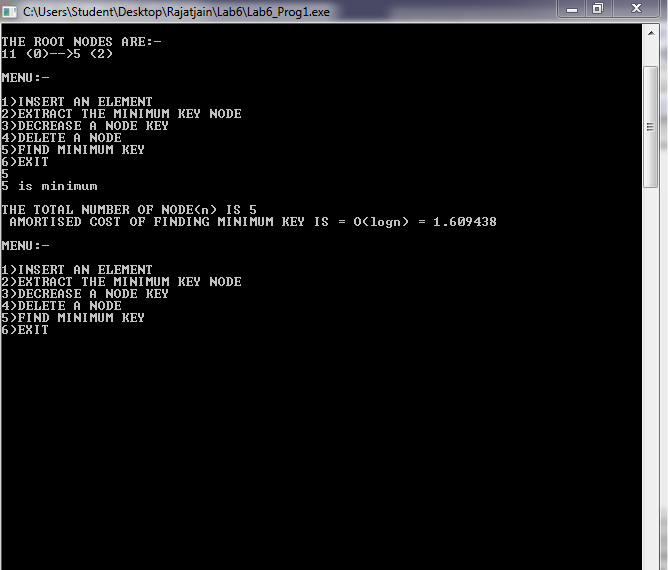 C:\Users\Student\Desktop\Rajatjain\Lab6\Lab6_Prog1.exe
THE ROOT NODES ARE:-
11 (0)-->5 (2)
MENU:-
1)INSERT AN ELEMENT
2)EXTRACT THE MINIMUM KEY NODE
3)DECREASE A NODE KEY
4)DELETE A NODE
5)FIND MINIMUM KEY
6)EXIT
5
5 is minimum
THE TOTAL NUMBER OF NODE(n) IS 5
AMORTISED COST OF FINDING MINIMUM KEY IS = O(logn) = 1.609438
MENU:-
1)INSERT AN ELEMENT
2)EXTRACT THE MINIMUM KEY NODE
3)DECREASE A NODE KEY
4)DELETE A NODE
5)FIND MINIMUM KEY
6)EXIT